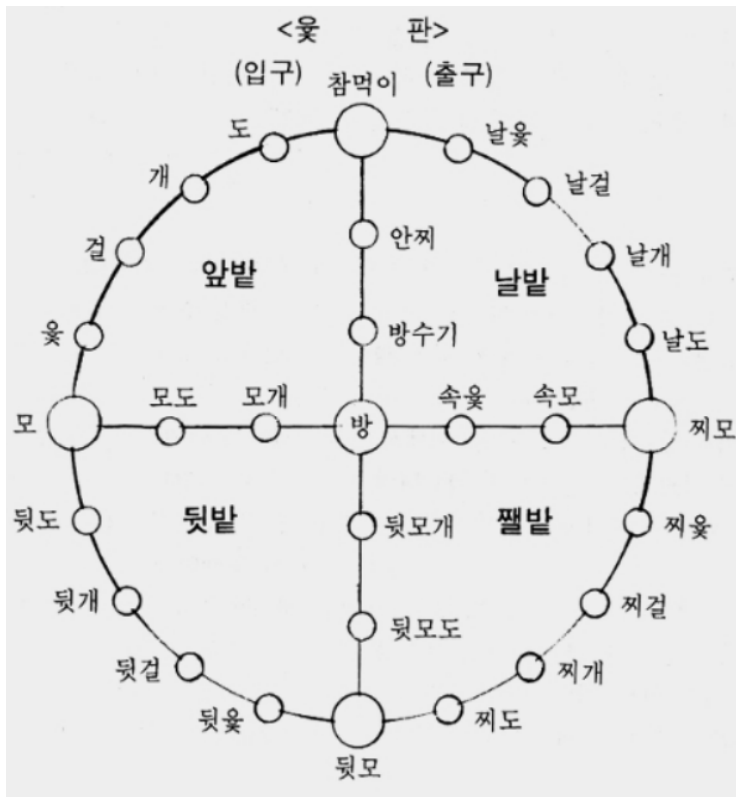 <윷 판>
(입구) 참먹이 (출구)
도 날윷
개 날걸
걸 안찌 날개
앞밭 날밭
윷 방수기 날도
모 모도 모개 방 속윷 속모 찌모
뒷도 뒷밭 뒷모개 쨀밭 찌윷
뒷개 찌걸
뒷모도
뒷걸 찌개
뒷윷 찌도
뒷모